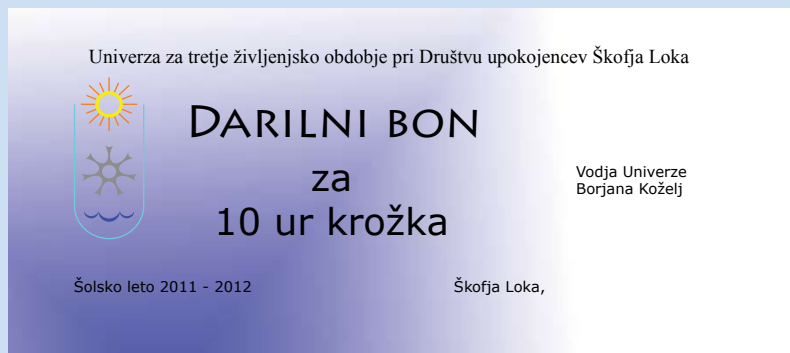 Univerza za tretje življenjsko obdobje pri Društvu upokojencev Škofja Loka
DARILNI BON
za
10 ur krožka
Vodja Univerze
Borjana Koželj
Šolsko leto 2011 - 2012
Škofja Loka,